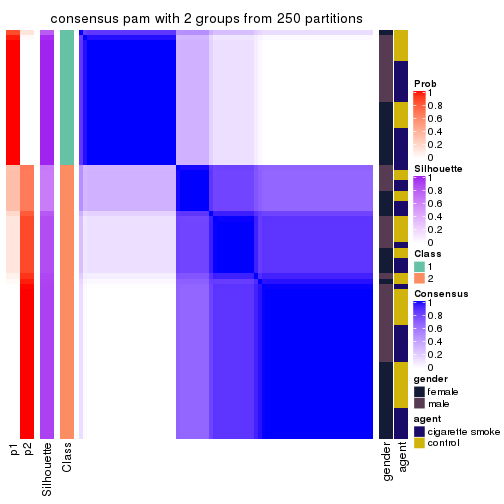 consensus pam with 2 groups from 250 partitions
Prob
1
0.8
0.6
0.4
0.2
0
Silhouette
1
0.8
0.6
0.4
0.2
0
Class
1
2
Consensus
1
0.8
0.6
0.4
0.2
0
gender
female
male
agent
cigarette smoke
control
p1
p2
Silhouette
Class
gender
agent